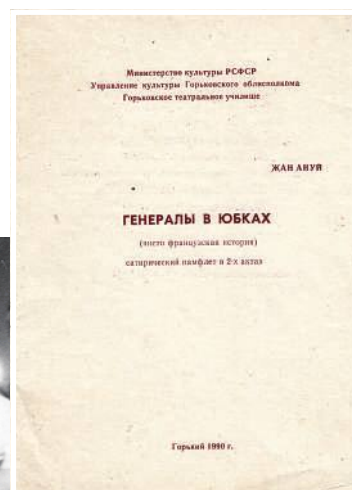 Министерство культуры РСФСР
Управление культуры Горьковского облисполкома
Горьковское театральное училище
ЖАН АНУЙ
ГЕНЕРАЛЫ В ЮБКАХ
(чисто французская история)
сатирический памфлет в 2-х актах
Горький 1990 г.